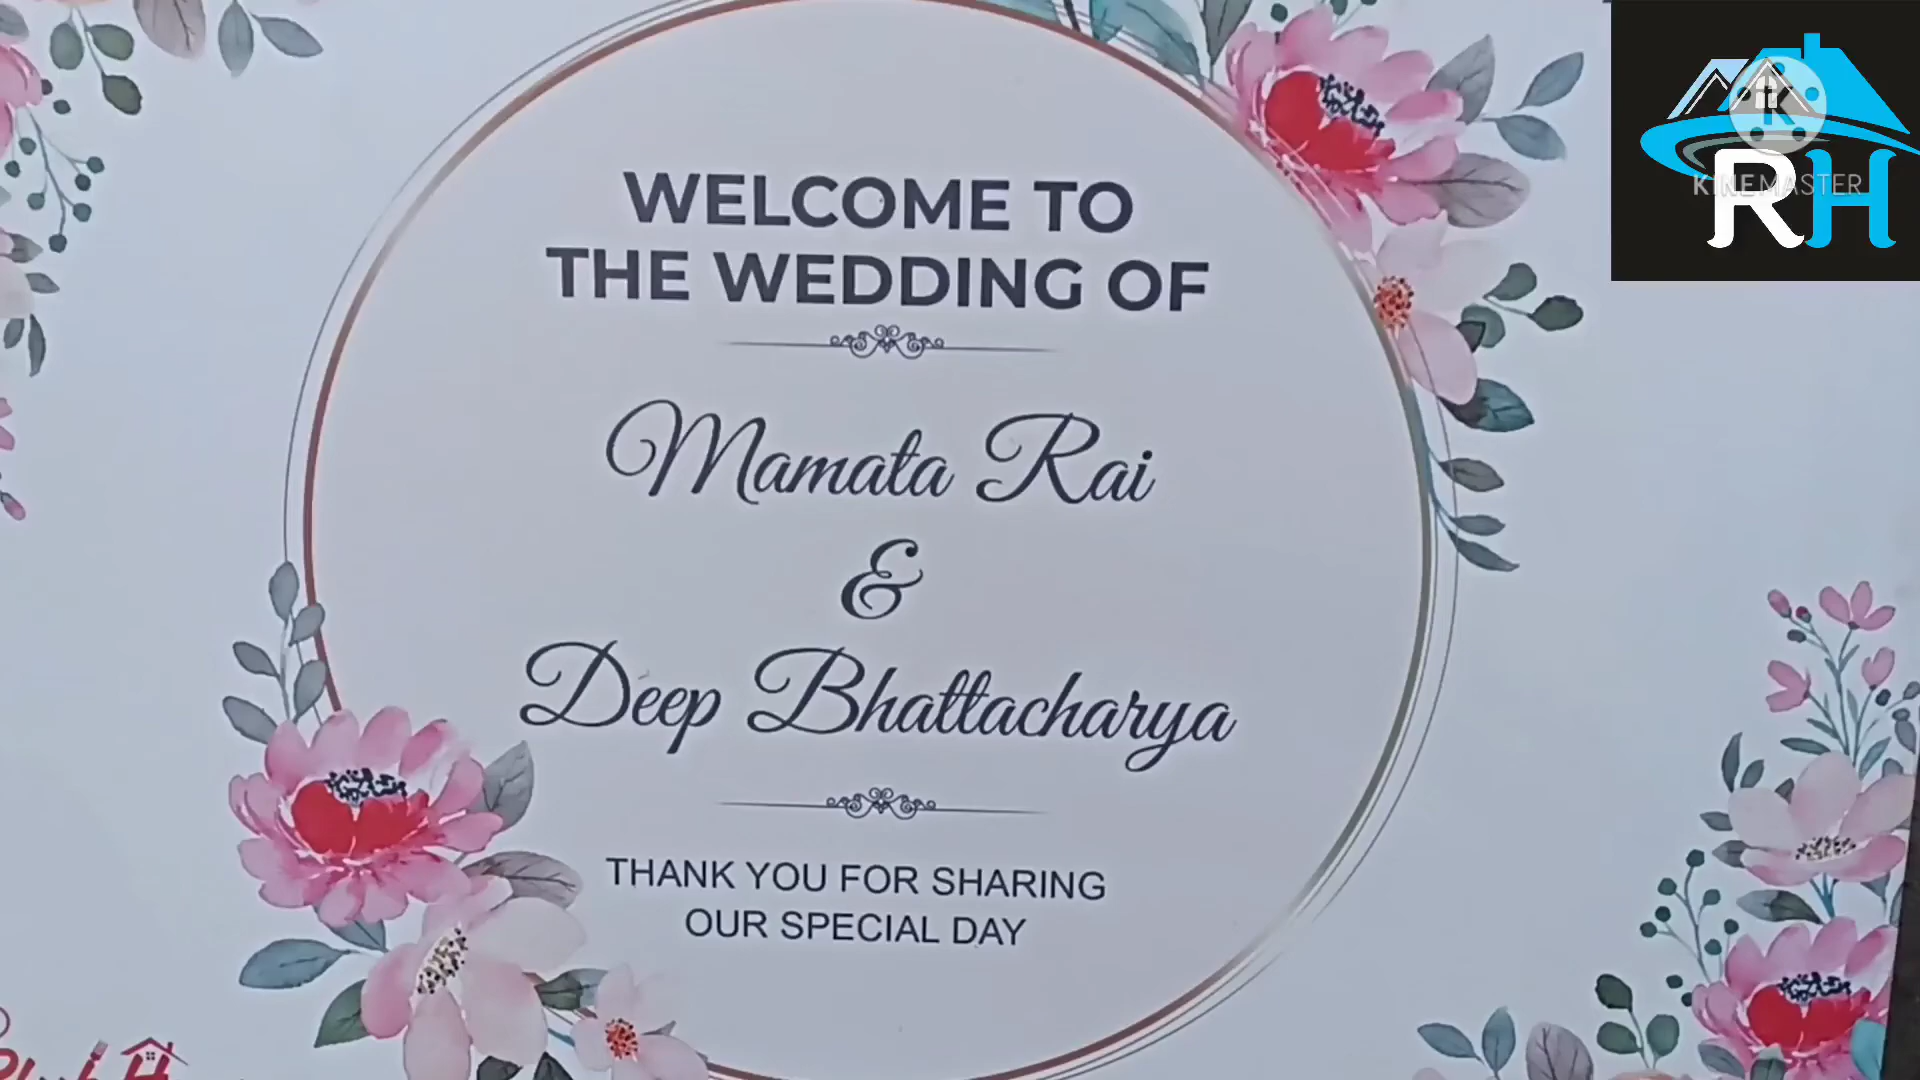 WELCOME TO
THE WEDDING OF
Mamata Rai
&
Deep Bhattacharya
THANK YOU FOR SHARING
OUR SPECIAL DAY
K
KINEMASTER
RH